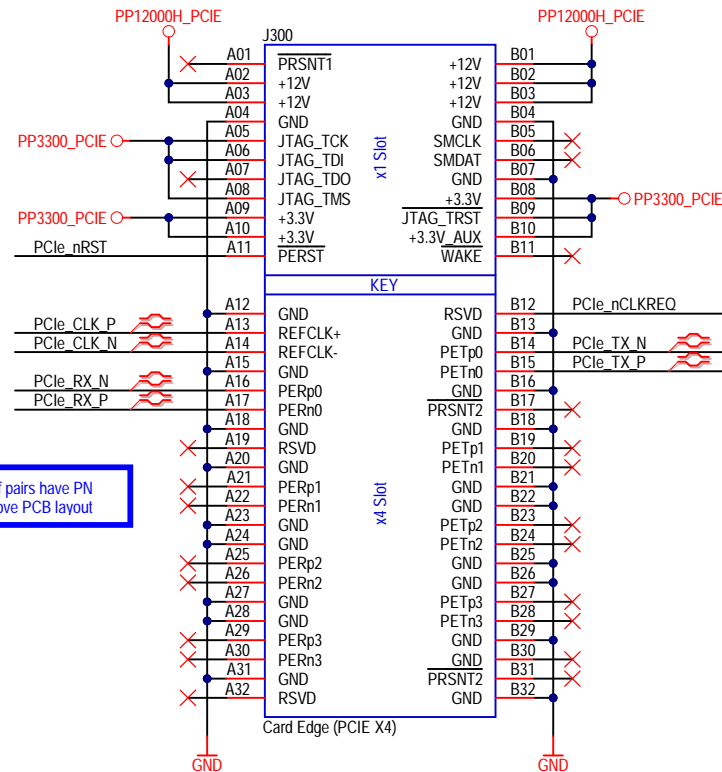 PP12000H_PCIE
PP12000H_PCIE
J300
A01 PRSNT1 +12V B01
A02 +12V +12V B02
A03 +12V +12V B03
A04 GND GND B04
PP3300_PCIE A05 JTAG_TCK SMCLK B05
A06 JTAG_TDI SMDAT B06
A07 JTAG_TDO GND B07
A08 JTAG_TMS +3.3V B08 PP3300_PCIE
PP3300_PCIE A09 +3.3V JTAG_TRST B09
A10 +3.3V +3.3V_AUX B10
PCIe_nRST A11 PERST WAKE B11
x1 Slot
KEY
A12 GND RSVD B12 PCIe_nCLKREQ
PCIe_CLK_P A13 REFCLK+ GND B13
PCIe_CLK_N A14 REFCLK- PETp0 B14 PCIe_TX_N
A15 GND PETn0 B15 PCIe_TX_P
PCIe_RX_N A16 PERp0 GND B16
PCIe_RX_P A17 PERn0 PRSNT2 B17
A18 GND GND B18
A19 RSVD PETp1 B19
A20 GND PETn1 B20
A21 PERp1 GND B21
A22 PERn1 GND B22
A23 GND PETp2 B23
A24 GND PETn2 B24
A25 PERp2 GND B25
A26 PERn2 GND B26
A27 GND PETp3 B27
A28 GND PETn3 B28
A29 PERp3 GND B29
A30 PERn3 GND B30
A31 GND PRSNT2 B31
A32 RSVD GND B32
x4 Slot
pairs have PN
PCB layout
Card Edge (PCIE X4)
GND
GND